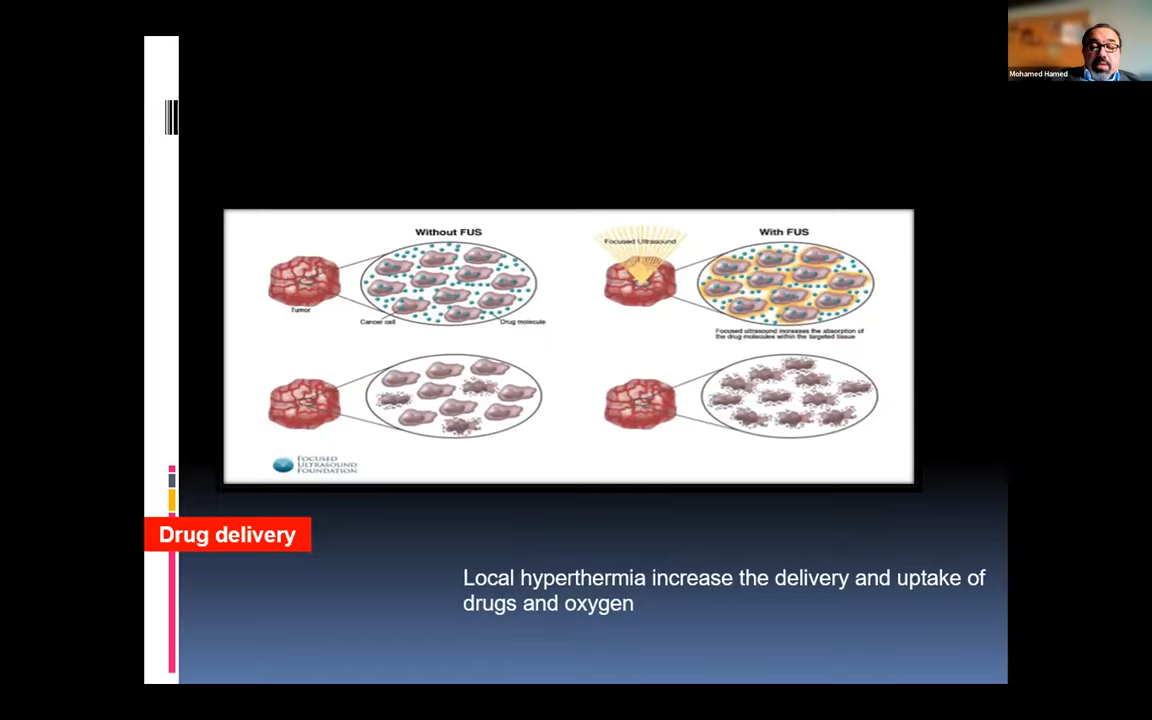 Mohamed Hamed
Without FUS
With FUS
Focused Ultrasound
Tumor
Cancer cell
Drug molecule
Focused ultrasound increases the absorption of
the drug molecules within the targeted tissue
FOCUSED
ULTRASOUND
FOUNDATION
Drug delivery
Local hyperthermia increase the delivery and uptake of
drugs and oxygen